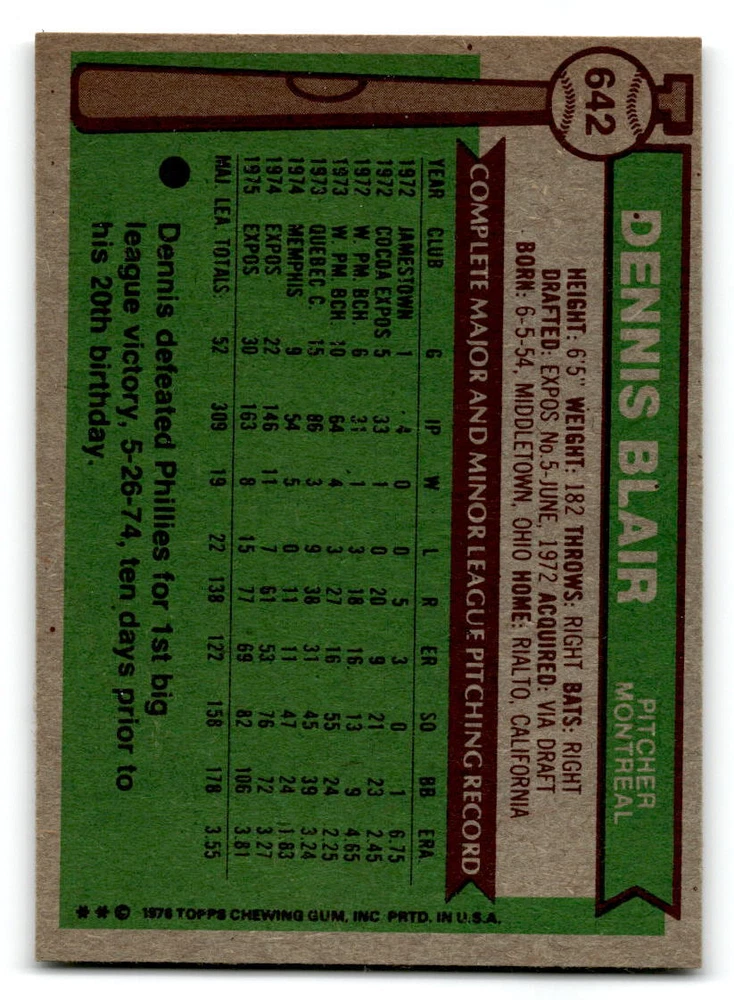 642
DENNIS BLAIR
PITCHER
MONTREAL
HEIGHT: 6'5" WEIGHT: 182 THROWS: RIGHT BATS: RIGHT
DRAFTED: EXPOS No.5-JUNE, 1972 ACQUIRED: VIA DRAFT
BORN: 6-5-54, MIDDLETOWN, OHIO HOME: RIALTO, CALIFORNIA
COMPLETE MAJOR AND MINOR LEAGUE PITCHING RECORD
YEAR CLUB G IP W L R ER SO BB ERA
1972 JAMESTOWN 1 4 0 0 5 3 0 1 6.75
1972 COCOA EXPOS 5 33 1 0 20 9 21 23 2.45
1972 W. PM. BCH. 6 31 1 3 18 16 13 9 4.65
1973 W. PM. BCH. 10 64 4 3 27 16 55 24 2.25
1973 QUEBEC C. 15 86 3 9 38 31 45 39 3.24
1974 MEMPHIS 9 54 5 0 11 11 47 24 1.83
1974 EXPOS 22 146 11 7 61 53 76 72 3.27
1975 EXPOS 30 163 8 15 77 69 82 106 3.81
MAJ. LEA. TOTALS: 52 309 19 22 138 122 158 178 3.55
Dennis defeated Phillies for 1st big
league victory, 5-26-74, ten days prior to
his 20th birthday.
**© 1976 TOPPS CHEWING GUM, INC. PRTD. IN U.S.A.